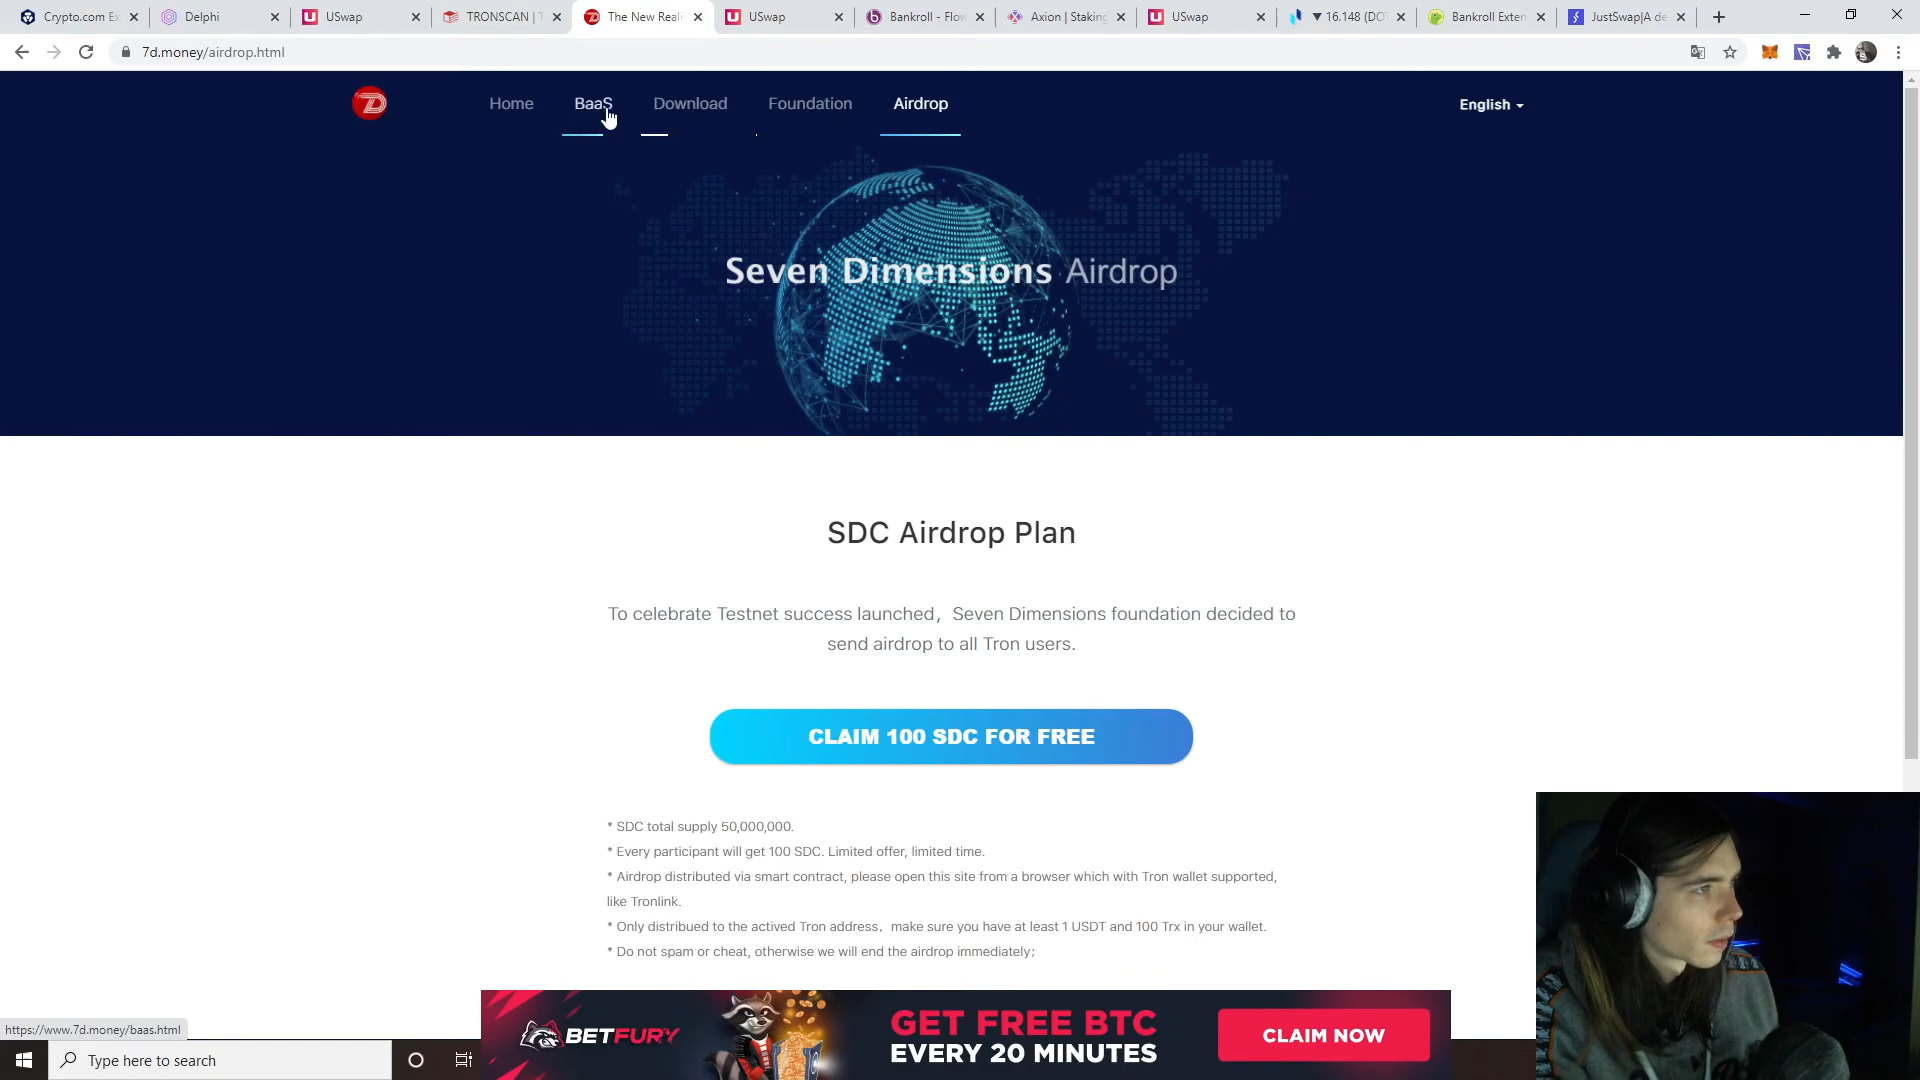 Crypto.com Ex
Delphi
USwap
TRONSCAN | T
The New Reali
USwap
Bankroll - Flow
Axion | Staking
USwap
▼ 16.148 (DOT
Bankroll Exten
JustSwap|A de
7d.money/airdrop.html
Home
BaaS
Download
Foundation
Airdrop
English
Seven Dimensions Airdrop
SDC Airdrop Plan
To celebrate Testnet success launched，Seven Dimensions foundation decided to
send airdrop to all Tron users.
CLAIM 100 SDC FOR FREE
* SDC total supply 50,000,000.
* Every participant will get 100 SDC. Limited offer, limited time.
* Airdrop distributed via smart contract, please open this site from a browser which with Tron wallet supported,
like Tronlink.
* Only distribued to the actived Tron address，make sure you have at least 1 USDT and 100 Trx in your wallet.
* Do not spam or cheat, otherwise we will end the airdrop immediately;
https://www.7d.money/baas.html
Type here to search
BETFURY
GET FREE BTC
EVERY 20 MINUTES
CLAIM NOW